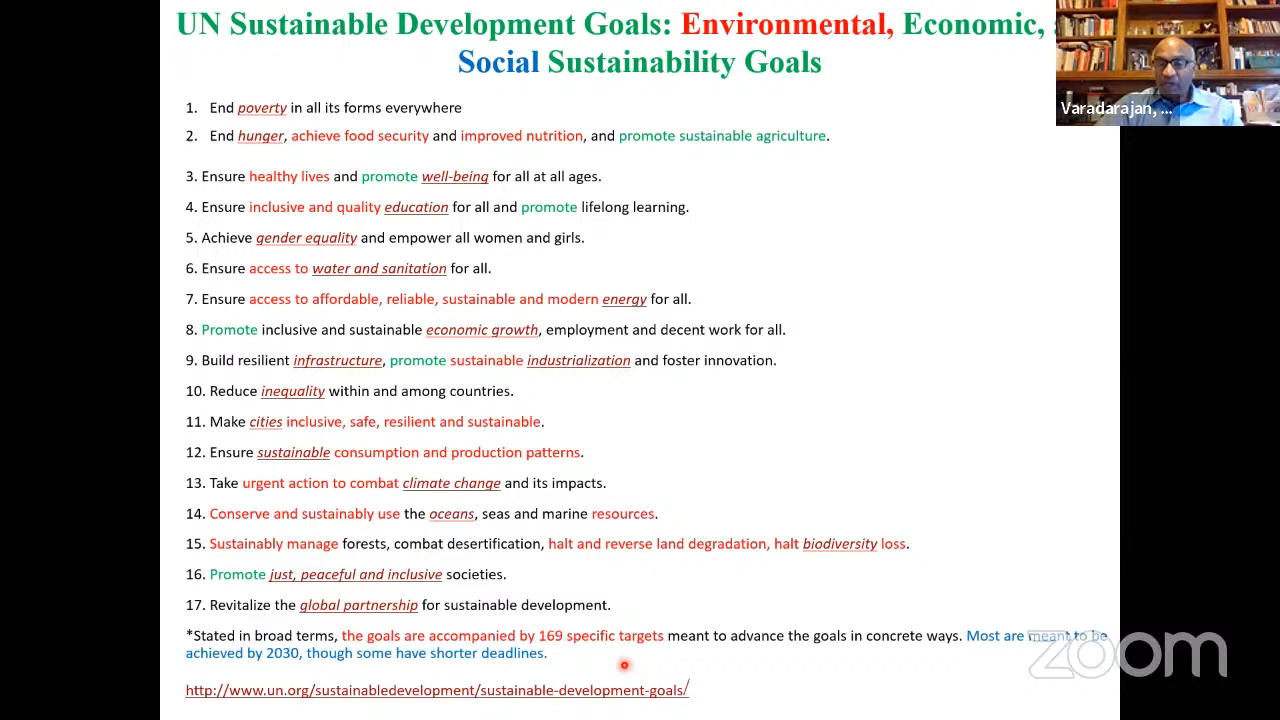 UN Sustainable Development Goals: Environmental, Economic,
Social Sustainability Goals
Varadarajan, ...
1. End poverty in all its forms everywhere
2. End hunger, achieve food security and improved nutrition, and promote sustainable agriculture.
3. Ensure healthy lives and promote well-being for all at all ages.
4. Ensure inclusive and quality education for all and promote lifelong learning.
5. Achieve gender equality and empower all women and girls.
6. Ensure access to water and sanitation for all.
7. Ensure access to affordable, reliable, sustainable and modern energy for all.
8. Promote inclusive and sustainable economic growth, employment and decent work for all.
9. Build resilient infrastructure, promote sustainable industrialization and foster innovation.
10. Reduce inequality within and among countries.
11. Make cities inclusive, safe, resilient and sustainable.
12. Ensure sustainable consumption and production patterns.
13. Take urgent action to combat climate change and its impacts.
14. Conserve and sustainably use the oceans, seas and marine resources.
15. Sustainably manage forests, combat desertification, halt and reverse land degradation, halt biodiversity loss.
16. Promote just, peaceful and inclusive societies.
17. Revitalize the global partnership for sustainable development.
*Stated in broad terms, the goals are accompanied by 169 specific targets meant to advance the goals in concrete ways. Most are meant to be
achieved by 2030, though some have shorter deadlines.
zoom
http://www.un.org/sustainabledevelopment/sustainable-development-goals/